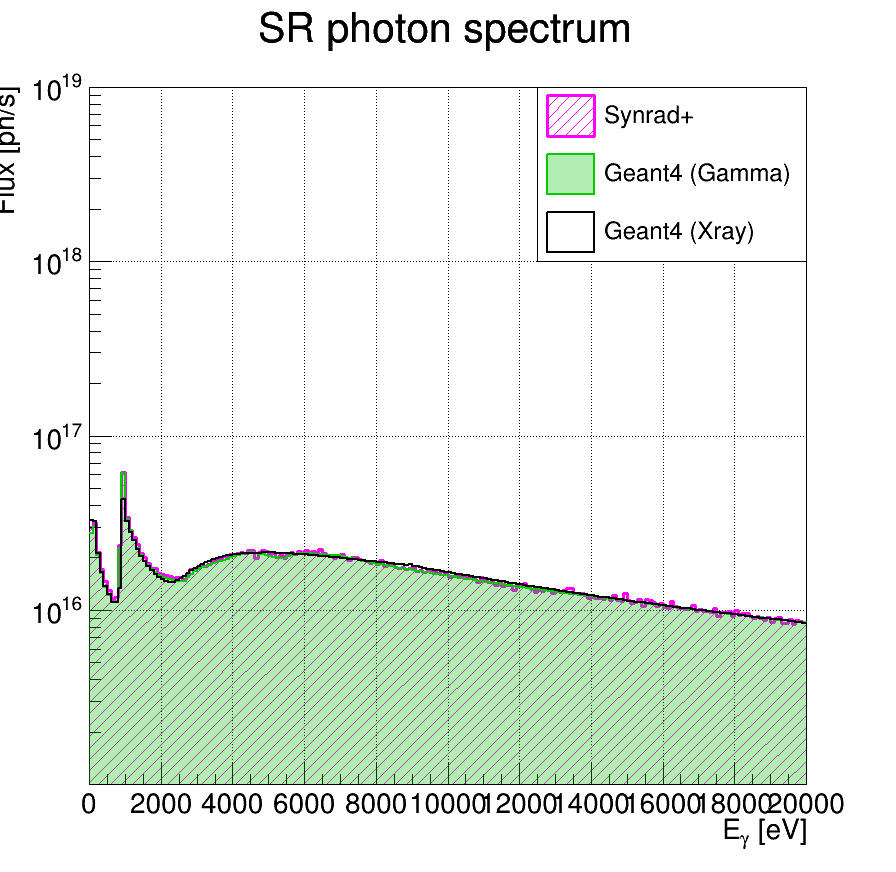 SR photon spectrum
Flux [ph/s]
10^19
10^18
10^17
10^16
Synrad+
Geant4 (Gamma)
Geant4 (Xray)
0 2000 4000 6000 8000 10000 12000 14000 16000 18000 20000
E_γ [eV]